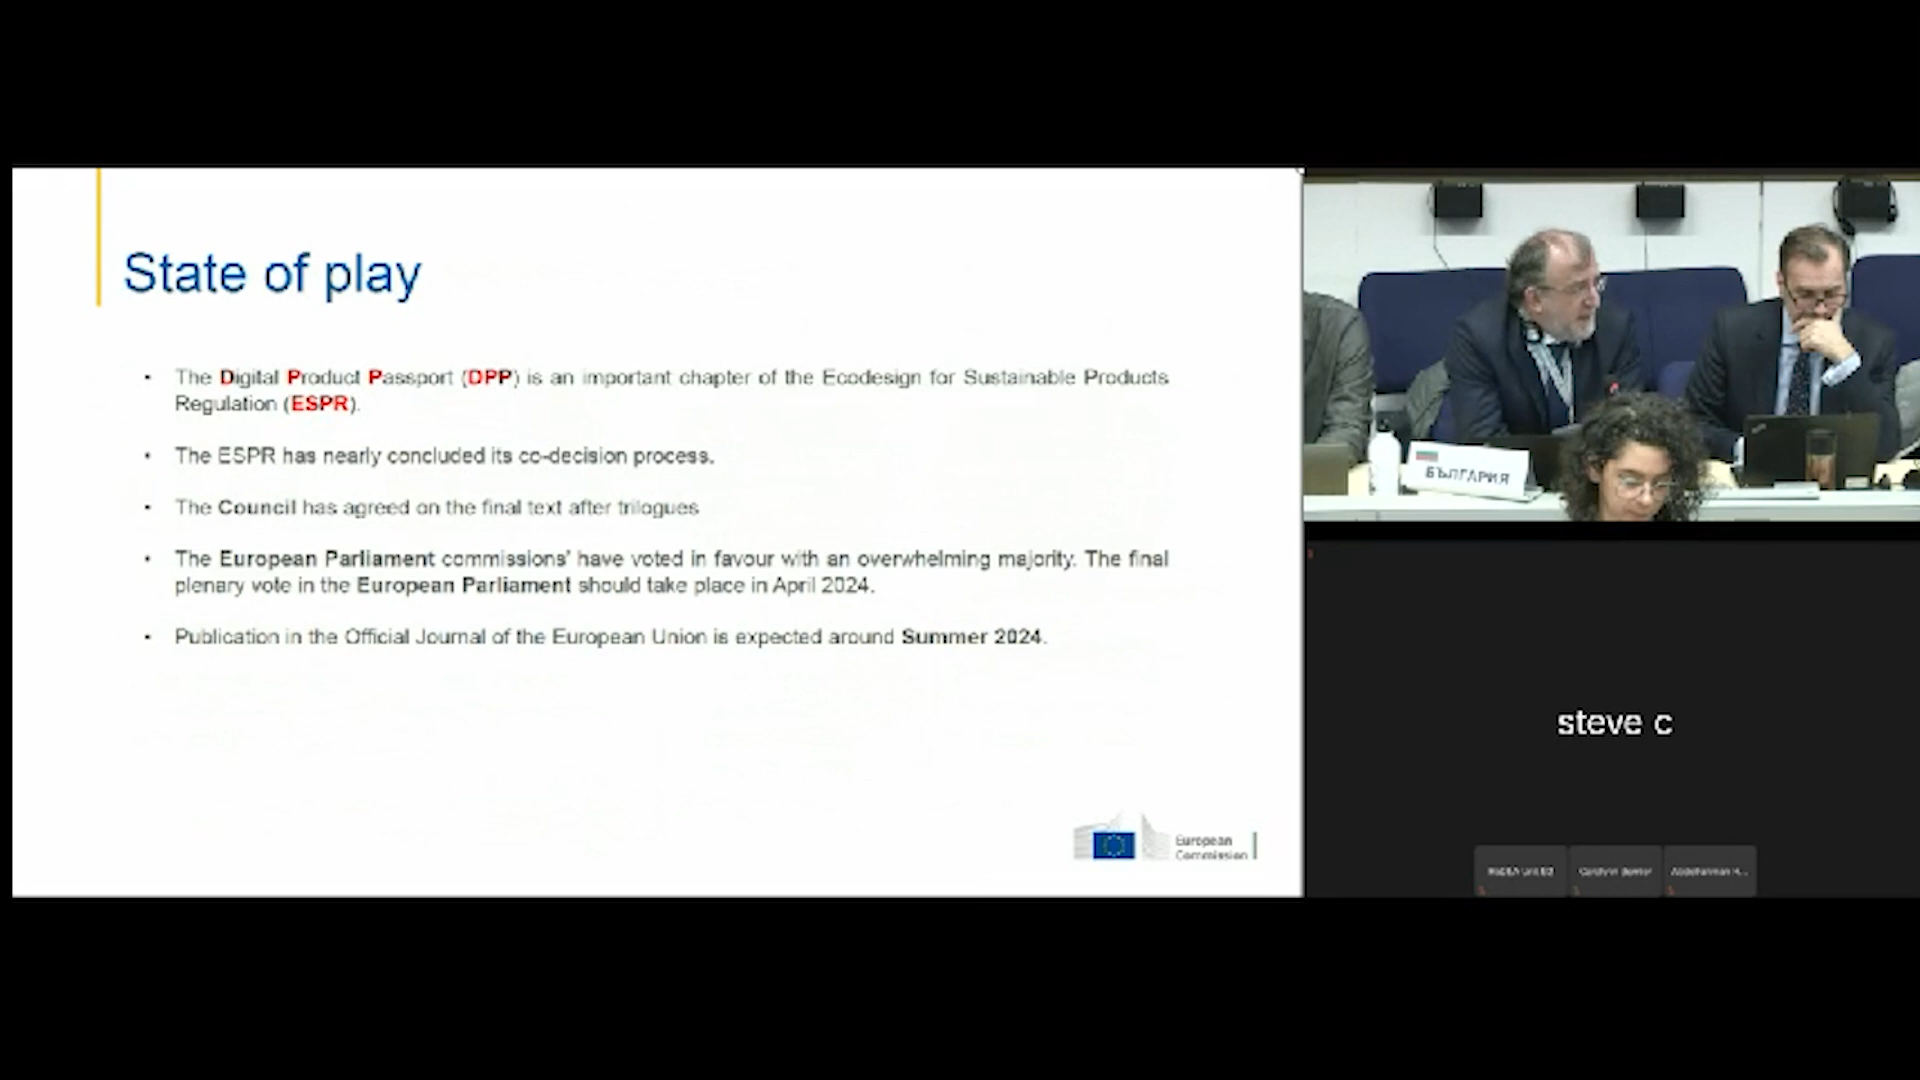 State of play
• The Digital Product Passport (DPP) is an important chapter of the Ecodesign for Sustainable Products
Regulation (ESPR).
• The ESPR has nearly concluded its co-decision process.
• The Council has agreed on the final text after trilogues
• The European Parliament commissions' have voted in favour with an overwhelming majority. The final
plenary vote in the European Parliament should take place in April 2024.
• Publication in the Official Journal of the European Union is expected around Summer 2024.
European
Commission
БЪЛГАРИЯ
steve c